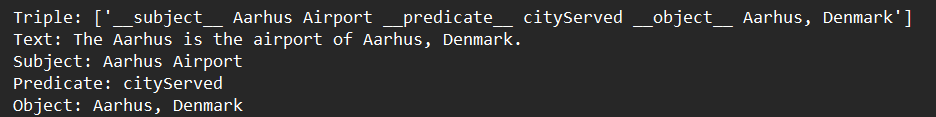 Triple: ['__subject__ Aarhus Airport __predicate__ cityServed __object__ Aarhus, Denmark']
Text: The Aarhus is the airport of Aarhus, Denmark.
Subject: Aarhus Airport
Predicate: cityServed
Object: Aarhus, Denmark